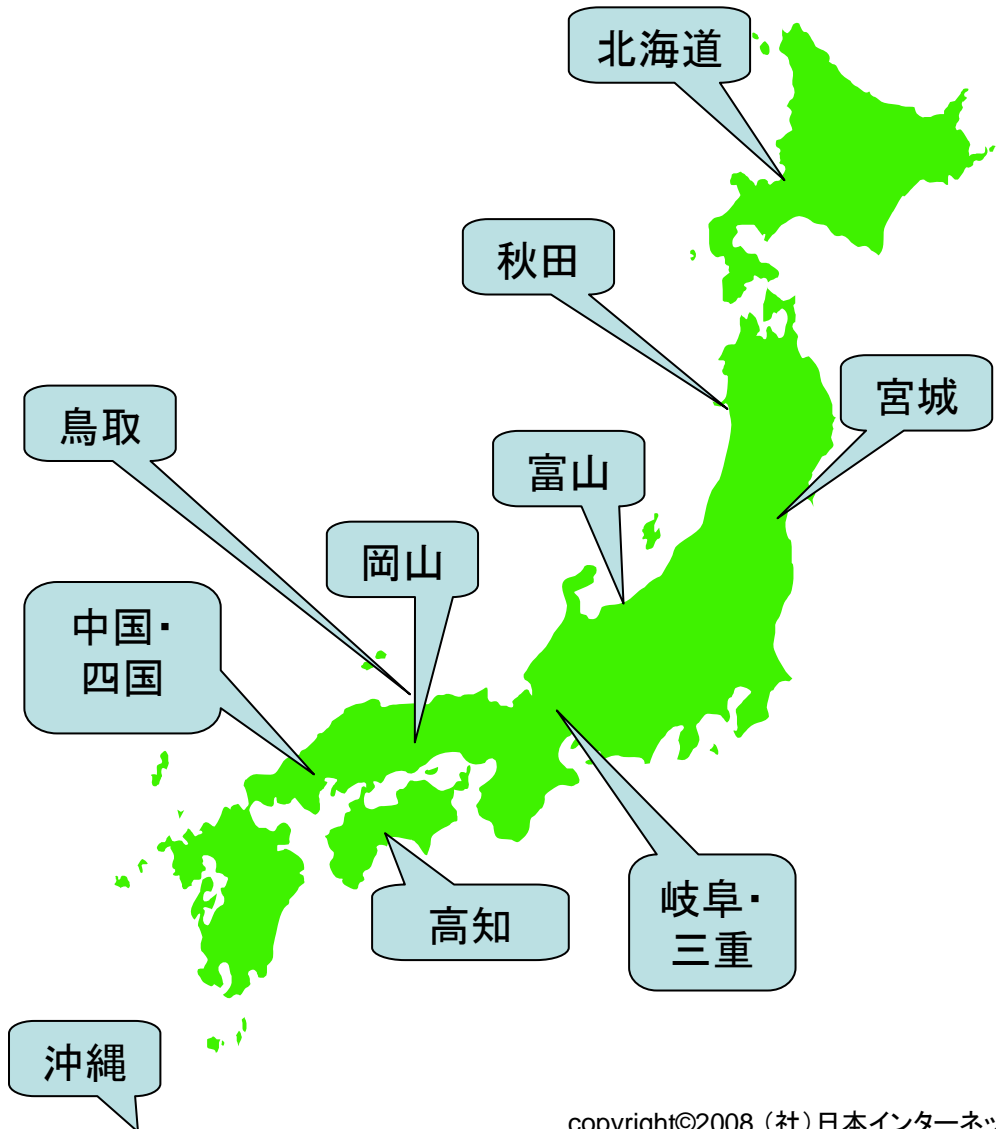 北海道
秋田
宮城
鳥取
富山
岡山
中国・
四国
岐阜・
三重
高知
沖縄
copyright©2008 （社）日本インターネッ